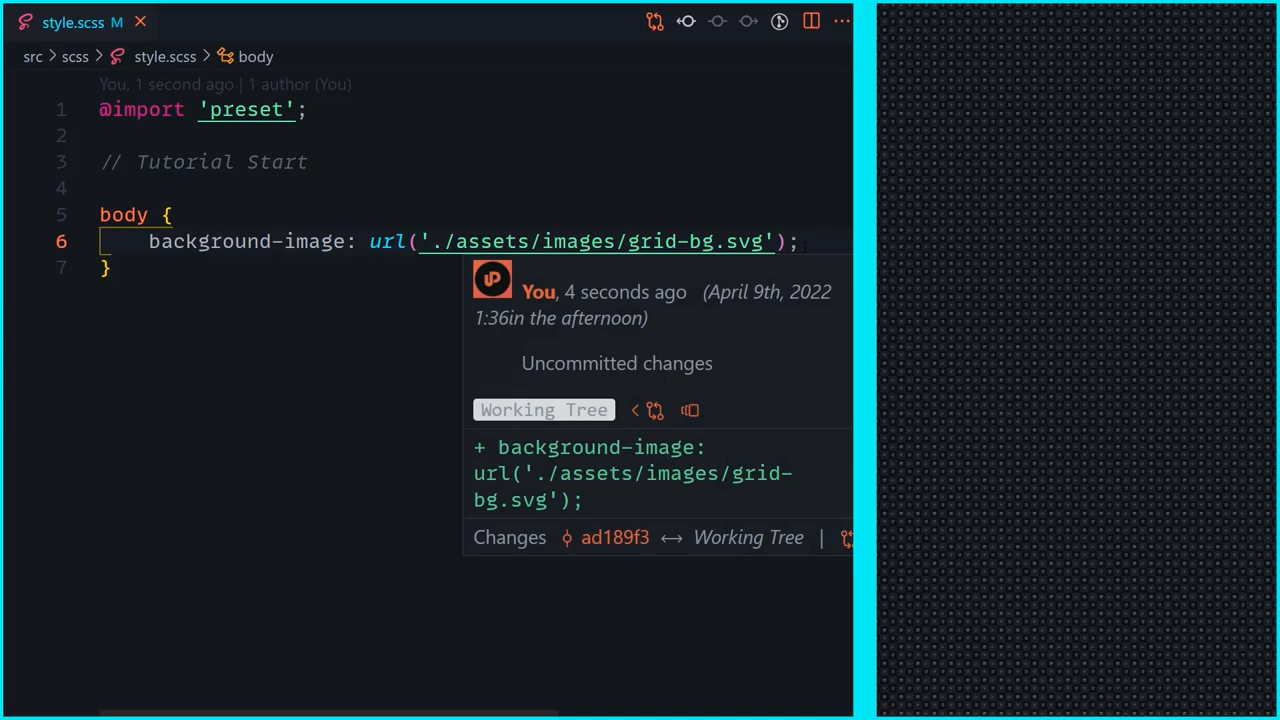 style.scss M
src > scss > style.scss > body
You, 1 second ago | 1 author (You)
1 @import 'preset';
2
3 // Tutorial Start
4
5 body {
6 background-image: url('./assets/images/grid-bg.svg');
7 }
You, 4 seconds ago (April 9th, 2022
1:36in the afternoon)
Uncommitted changes
Working Tree
+ background-image:
url('./assets/images/grid-
bg.svg');
Changes ad189f3 ↔ Working Tree |